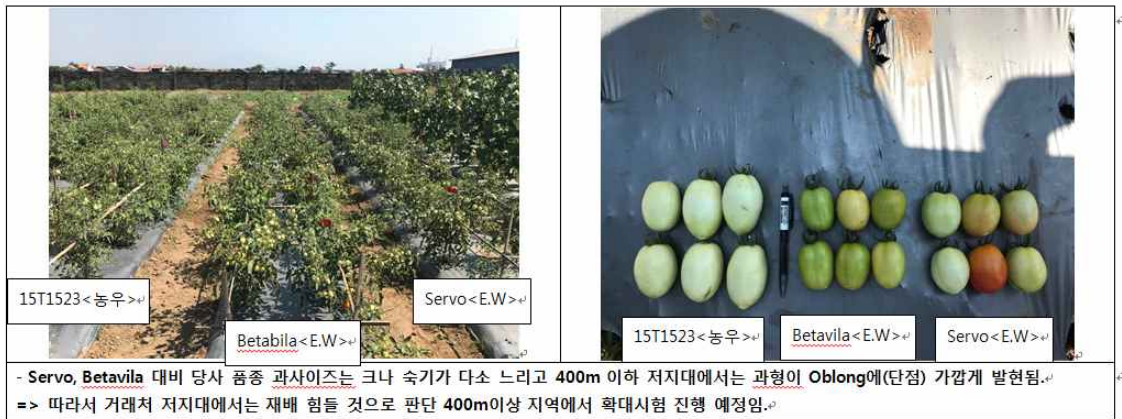 15T1523<농우>
Betabila<E.W>
Servo<E.W>
15T1523<농우>
Betavila<E.W>
Servo<E.W>
- Servo, Betavila 대비 당사 품종 과사이즈는 크나 숙기가 다소 느리고 400m 이하 저지대에서는 과형이 Oblong에(단점) 가깝게 발현됨.
=> 따라서 거래처 저지대에서는 재배 힘들 것으로 판단 400m이상 지역에서 확대시험 진행 예정임.